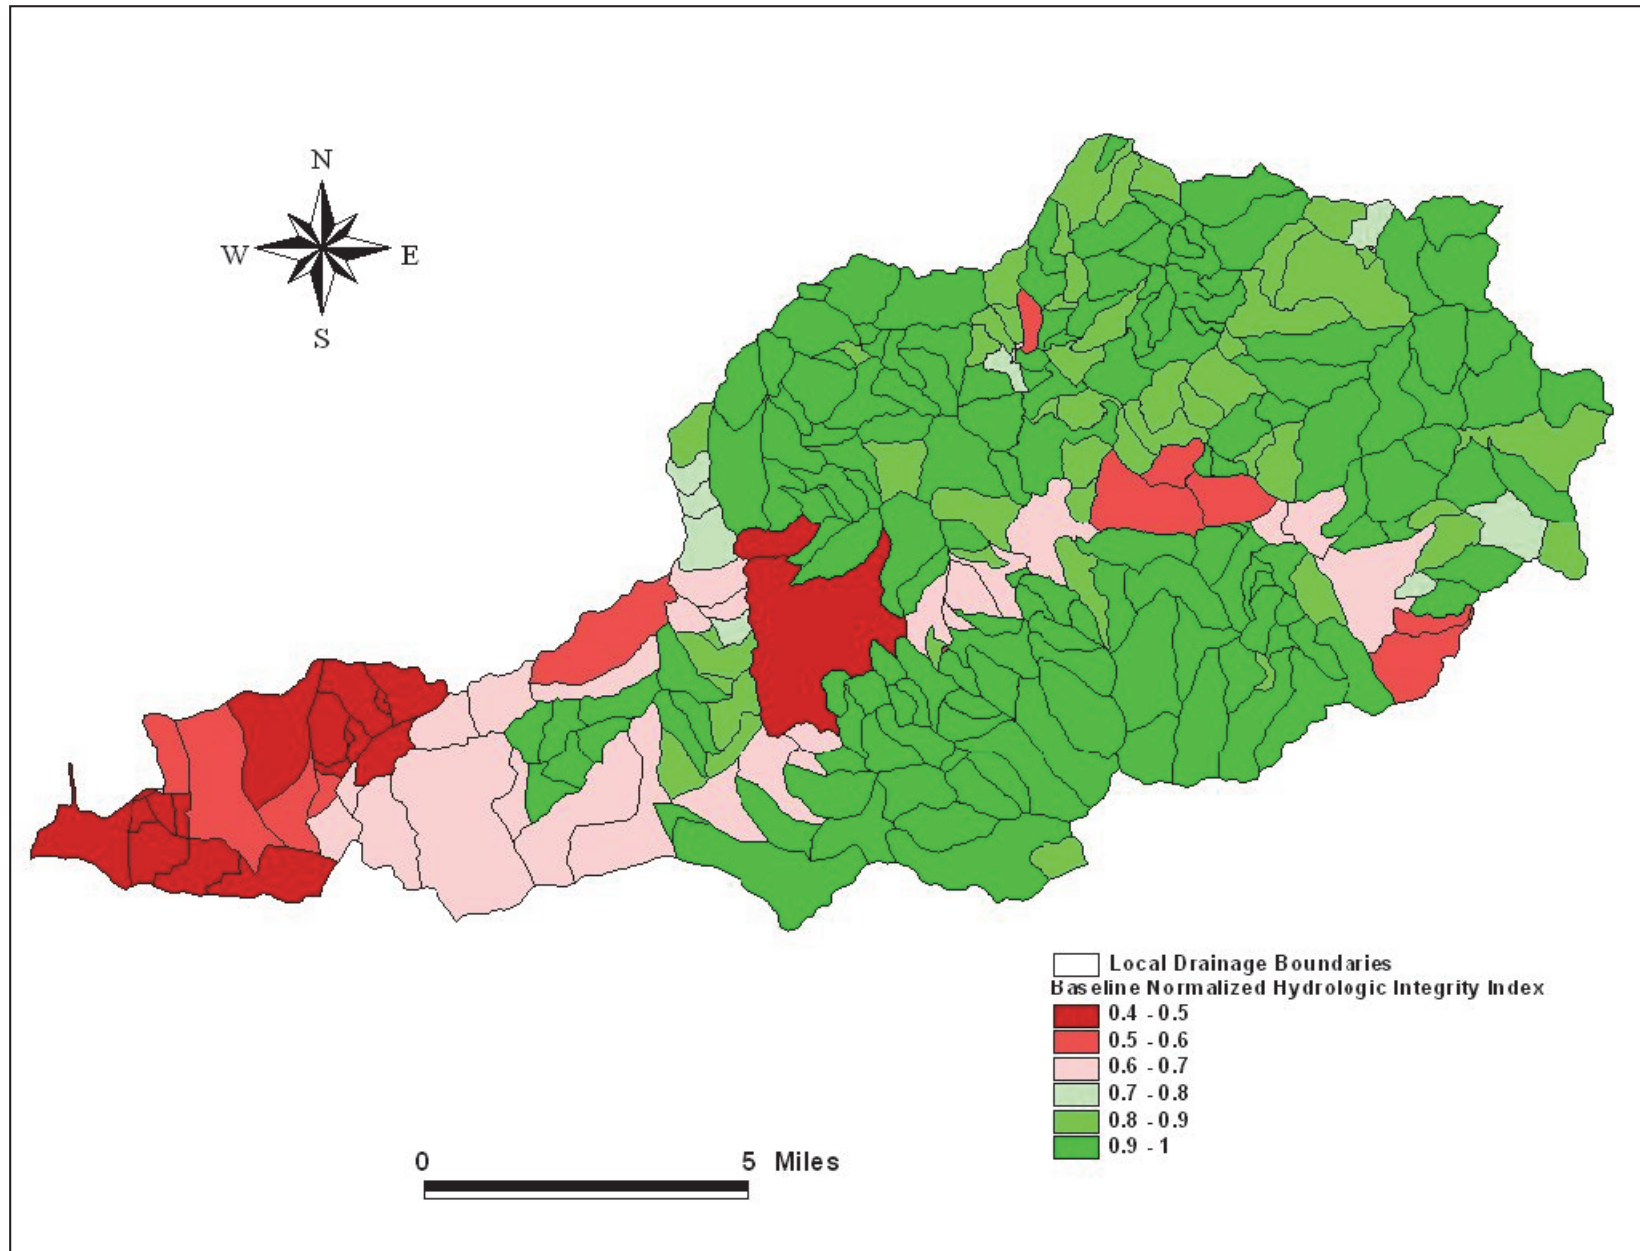 N
W E
S
Local Drainage Boundaries
Baseline Normalized Hydrologic Integrity Index
0.4 - 0.5
0.5 - 0.6
0.6 - 0.7
0.7 - 0.8
0.8 - 0.9
0.9 - 1
0 5 Miles